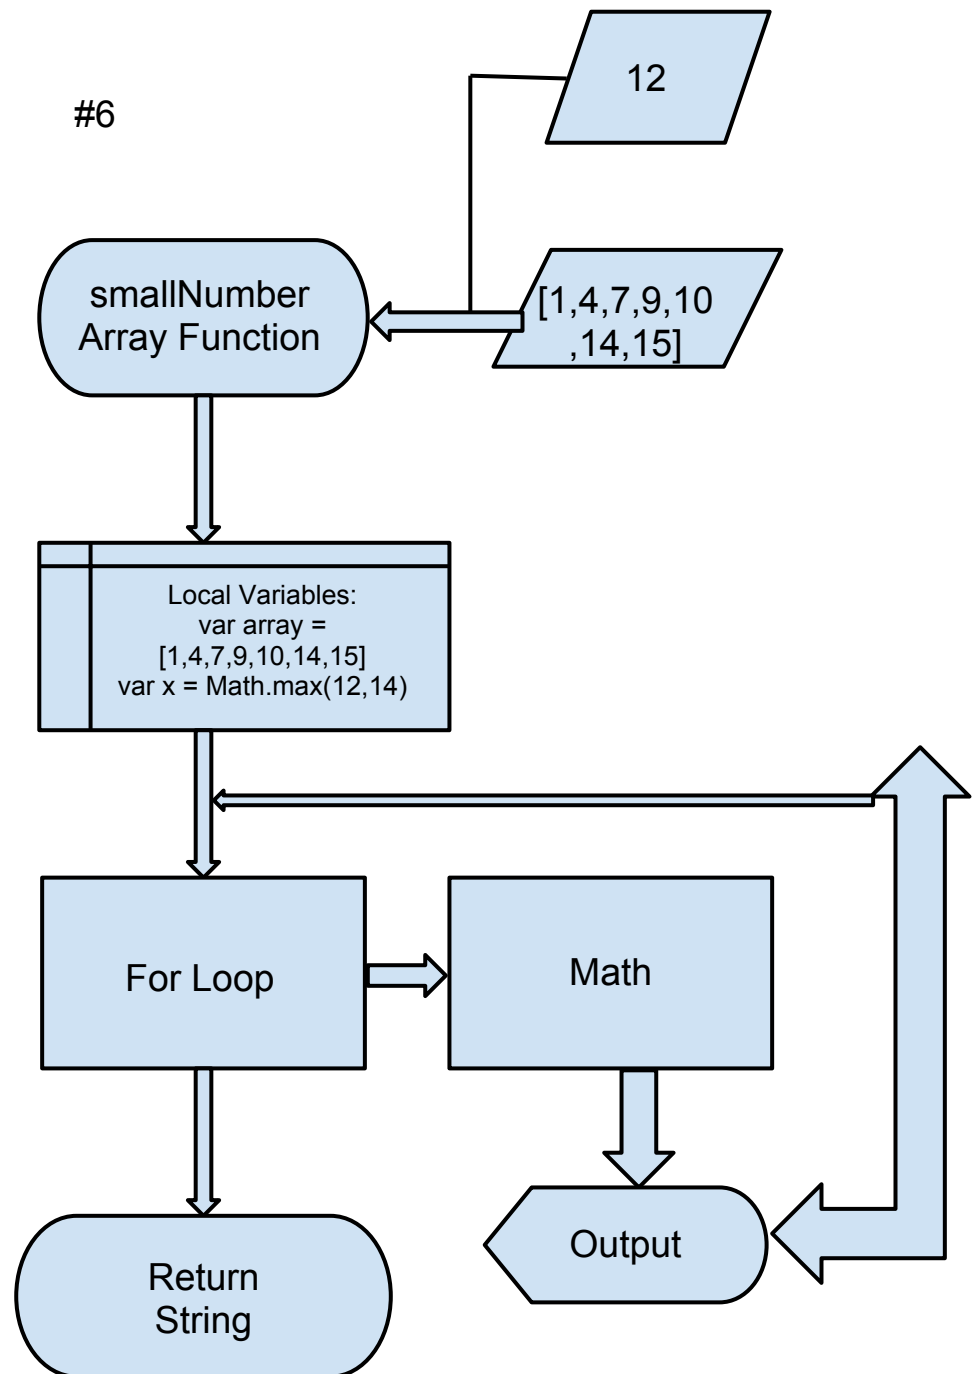 12
#6
smallNumber
Array Function
[1,4,7,9,10
,14,15]
Local Variables:
var array =
[1,4,7,9,10,14,15]
var x = Math.max(12,14)
For Loop
Math
Output
Return
String